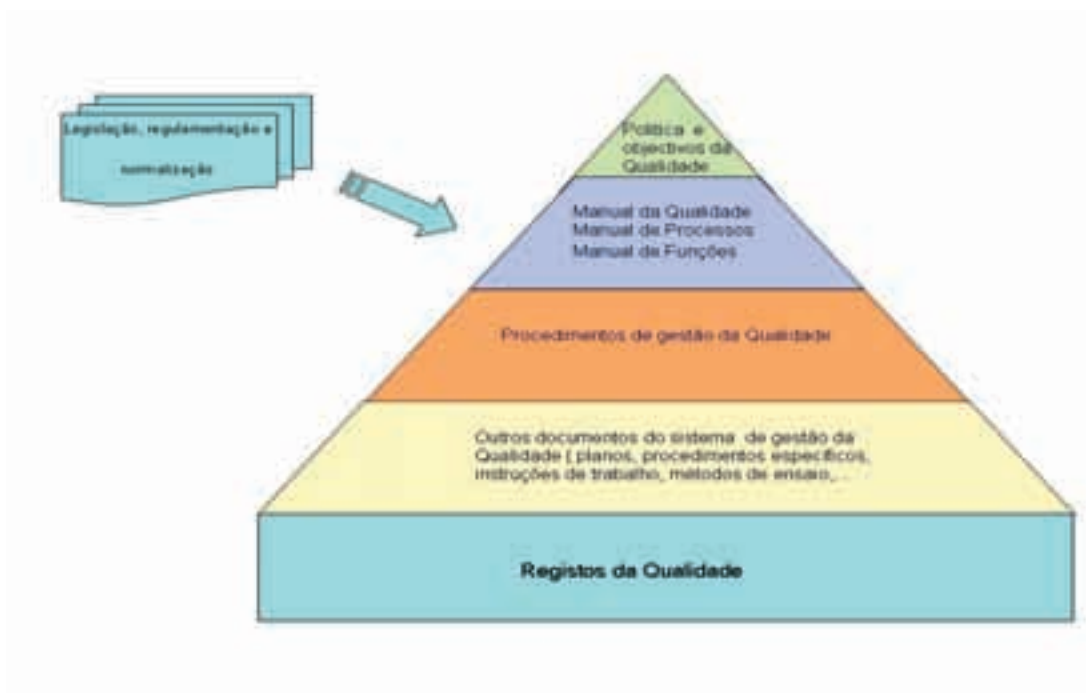 Legislação, regulamentação e
normalização
Política e
objectivos da
Qualidade
Manual da Qualidade
Manual de Processos
Manual de Funções
Procedimentos de gestão da Qualidade
Outros documentos do sistema de gestão da
Qualidade ( planos, procedimentos específicos,
instruções de trabalho, métodos de ensaio,...
Registos da Qualidade